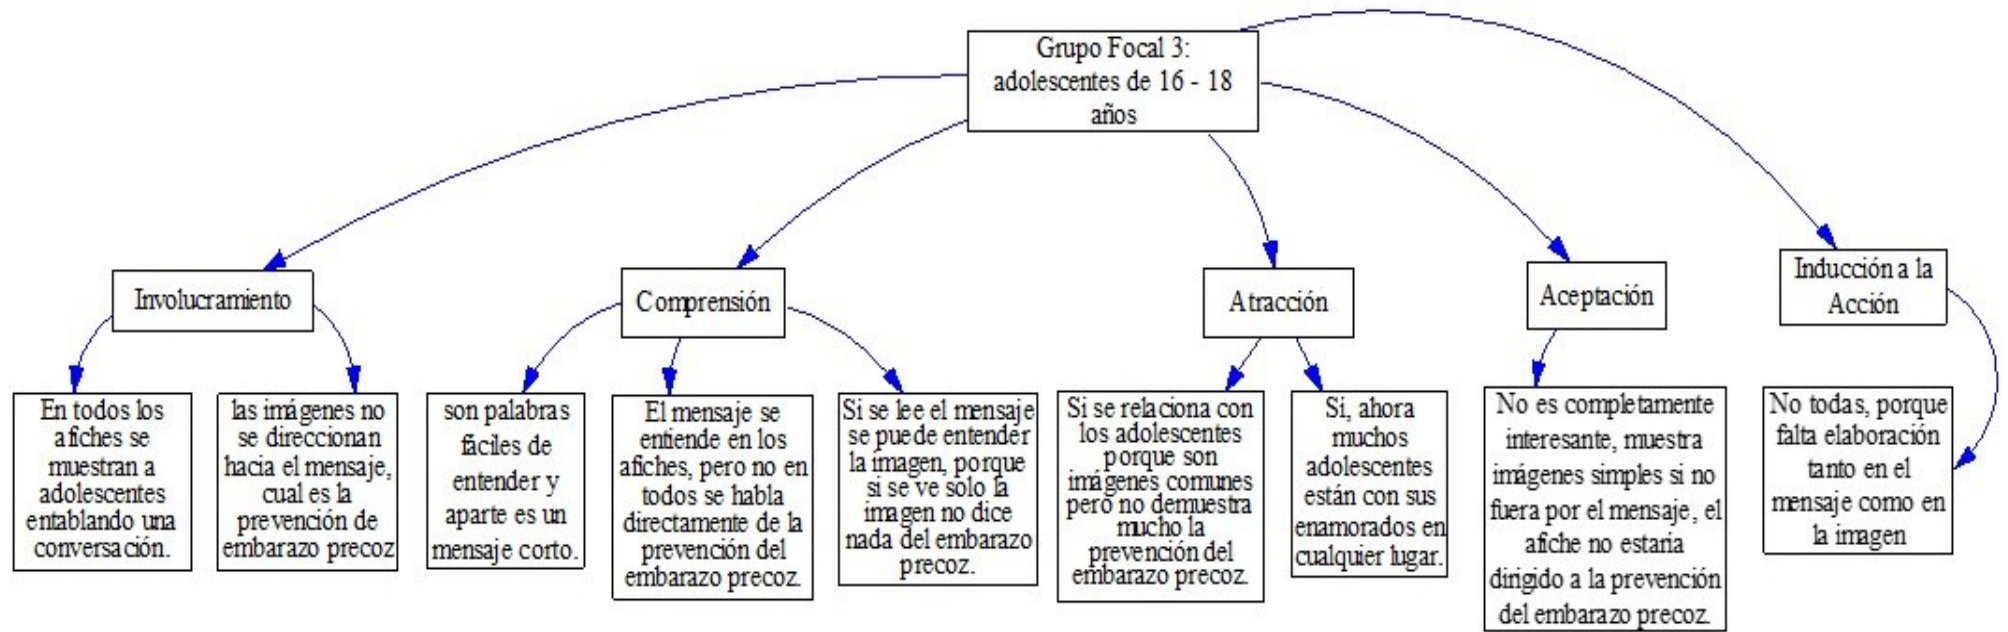 Grupo Focal 3:
adolescentes de 16 - 18
años
Involucramiento
Comprensión
Atracción
Aceptación
Inducción a la
Acción
En todos los
afiches se
muestran a
adolescentes
entablando una
conversación.
las imágenes no
se direccionan
hacia el mensaje,
cual es la
prevención de
embarazo precoz
son palabras
fáciles de
entender y
aparte es un
mensaje corto.
El mensaje se
entiende en los
afiches, pero no en
todos se habla
directamente de la
prevención del
embarazo precoz.
Si se lee el mensaje
se puede entender
la imagen, porque
si se ve solo la
imagen no dice
nada del embarazo
precoz.
Si se relaciona con
los adolescentes
porque son
imágenes comunes
pero no demuestra
mucho la
prevención del
embarazo precoz.
Si, ahora
muchos
adolescentes
están con sus
enamorados en
cualquier lugar.
No es completamente
interesante, muestra
imágenes simples si no
fuera por el mensaje, el
afiche no estaría
dirigido a la prevención
del embarazo precoz.
No todas, porque
falta elaboración
tanto en el
mensaje como en
la imagen